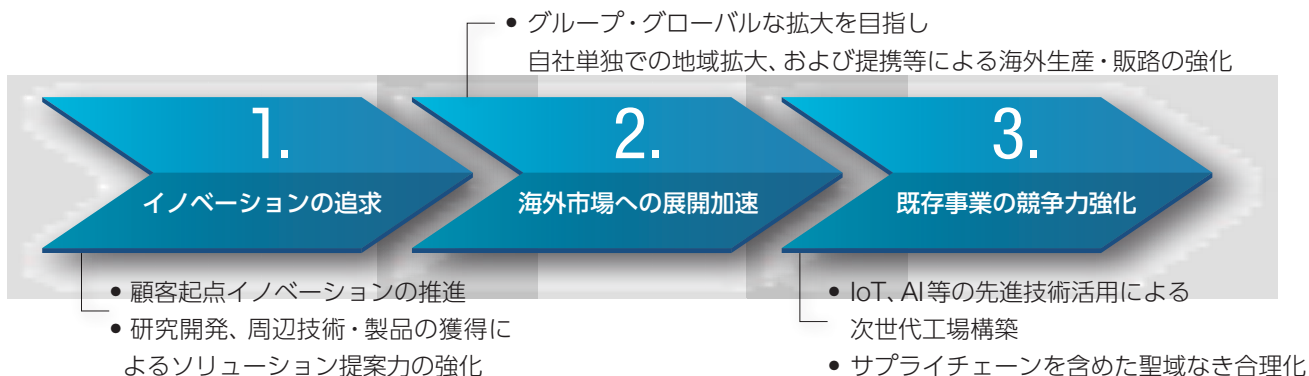 • グループ・グローバルな拡大を目指し
自社単独での地域拡大、および提携等による海外生産・販路の強化
1.
イノベーションの追求
2.
海外市場への展開加速
3.
既存事業の競争力強化
• 顧客起点イノベーションの推進
• 研究開発、周辺技術・製品の獲得に
よるソリューション提案力の強化
• IoT、AI等の先進技術活用による
次世代工場構築
• サプライチェーンを含めた聖域なき合理化